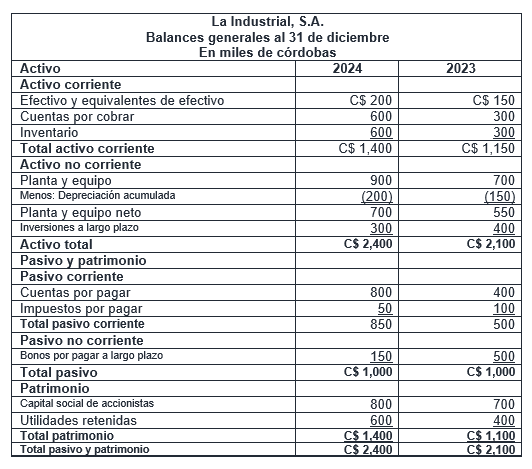 La Industrial, S.A.
Balances generales al 31 de diciembre
En miles de córdobas
Activo 2024 2023
Activo corriente
Efectivo y equivalentes de efectivo C$ 200 C$ 150
Cuentas por cobrar 600 300
Inventario 600 300
Total activo corriente C$ 1,400 C$ 1,150
Activo no corriente
Planta y equipo 900 700
Menos: Depreciación acumulada (200) (150)
Planta y equipo neto 700 550
Inversiones a largo plazo 300 400
Activo total C$ 2,400 C$ 2,100
Pasivo y patrimonio
Pasivo corriente
Cuentas por pagar 800 400
Impuestos por pagar 50 100
Total pasivo corriente 850 500
Pasivo no corriente
Bonos por pagar a largo plazo 150 500
Total pasivo C$ 1,000 C$ 1,000
Patrimonio
Capital social de accionistas 800 700
Utilidades retenidas 600 400
Total patrimonio C$ 1,400 C$ 1,100
Total pasivo y patrimonio C$ 2,400 C$ 2,100